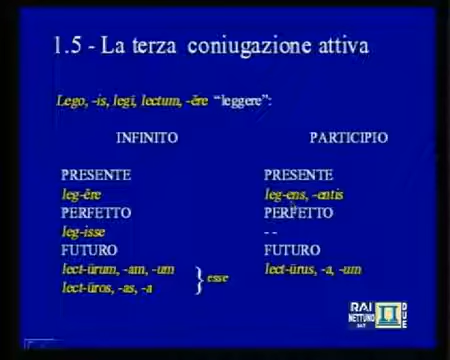 1.5 - La terza coniugazione attiva
Lego, -is, legi, lectum, -ĕre “leggere”:
INFINITO PARTICIPIO
PRESENTE PRESENTE
leg-ĕre leg-ens, -entis
PERFETTO PERFETTO
leg-isse --
FUTURO FUTURO
lect-ūrum, -am, -um } esse lect-ūrus, -a, -um
lect-ūros, -as, -a
RAI
NETTUNO
SAT
DUE